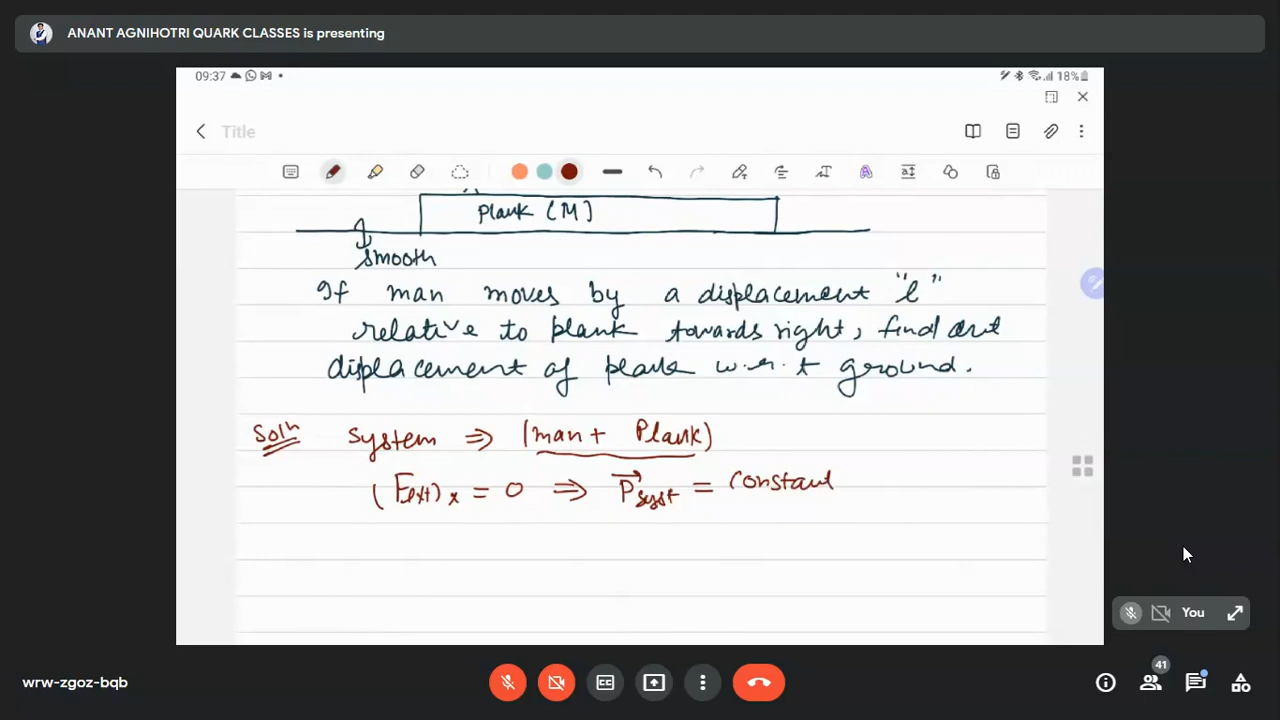 ANANT AGNIHOTRI QUARK CLASSES is presenting
09:37
18%
Title
Plank (M)
smooth
If man moves by a displacement "l"
relative to plank towards right, find out
displacement of plank w.r.t ground.
Soln System ⇒ (man + Plank)
(Fext)x = 0 ⇒ P⃗syst = constant
You
41
wrw-zgoz-bqb
CC